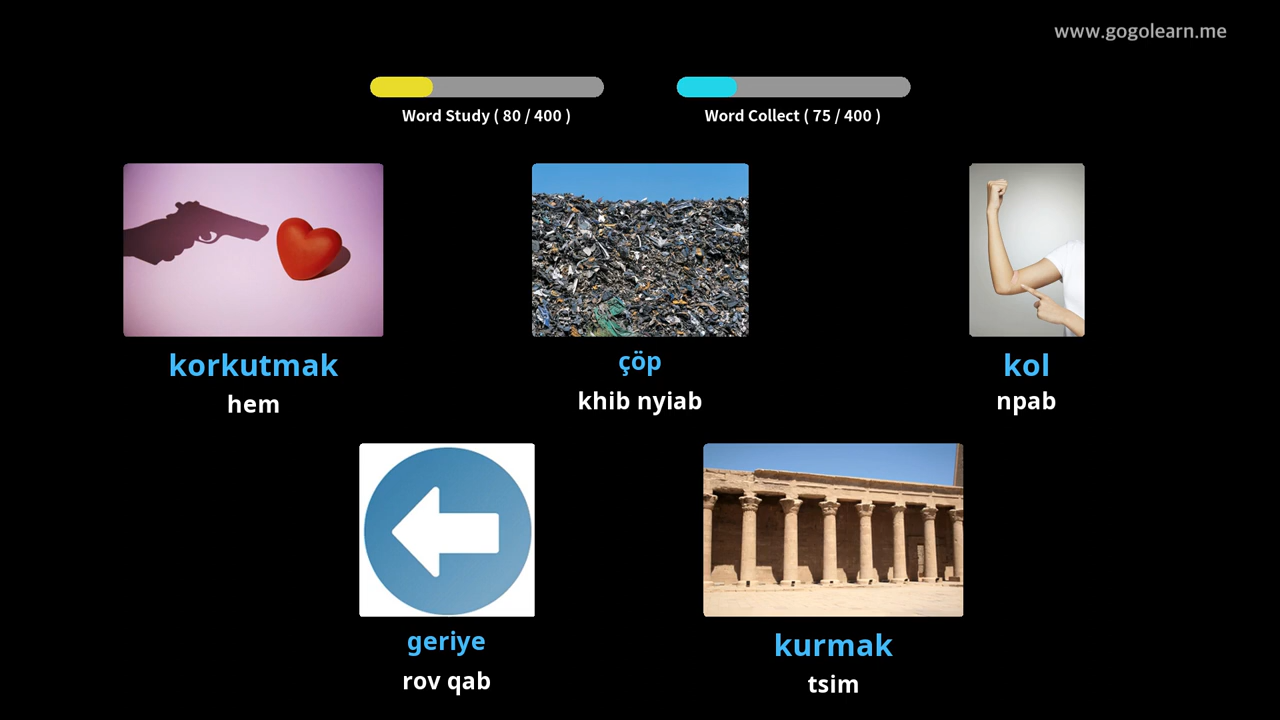 www.gogolearn.me
Word Study ( 80 / 400 )
Word Collect ( 75 / 400 )
korkutmak
hem
çöp
khib nyiab
kol
npab
geriye
rov qab
kurmak
tsim